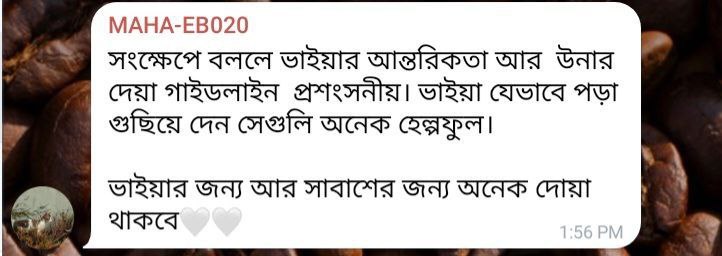 MAHA-EB020
সংক্ষেপে বললে ভাইয়ার আন্তরিকতা আর উনার
দেয়া গাইডলাইন প্রশংসনীয়। ভাইয়া যেভাবে পড়া
গুছিয়ে দেন সেগুলি অনেক হেল্পফুল।
ভাইয়ার জন্য আর সাবাশের জন্য অনেক দোয়া
থাকবে🤍🤍
1:56 PM